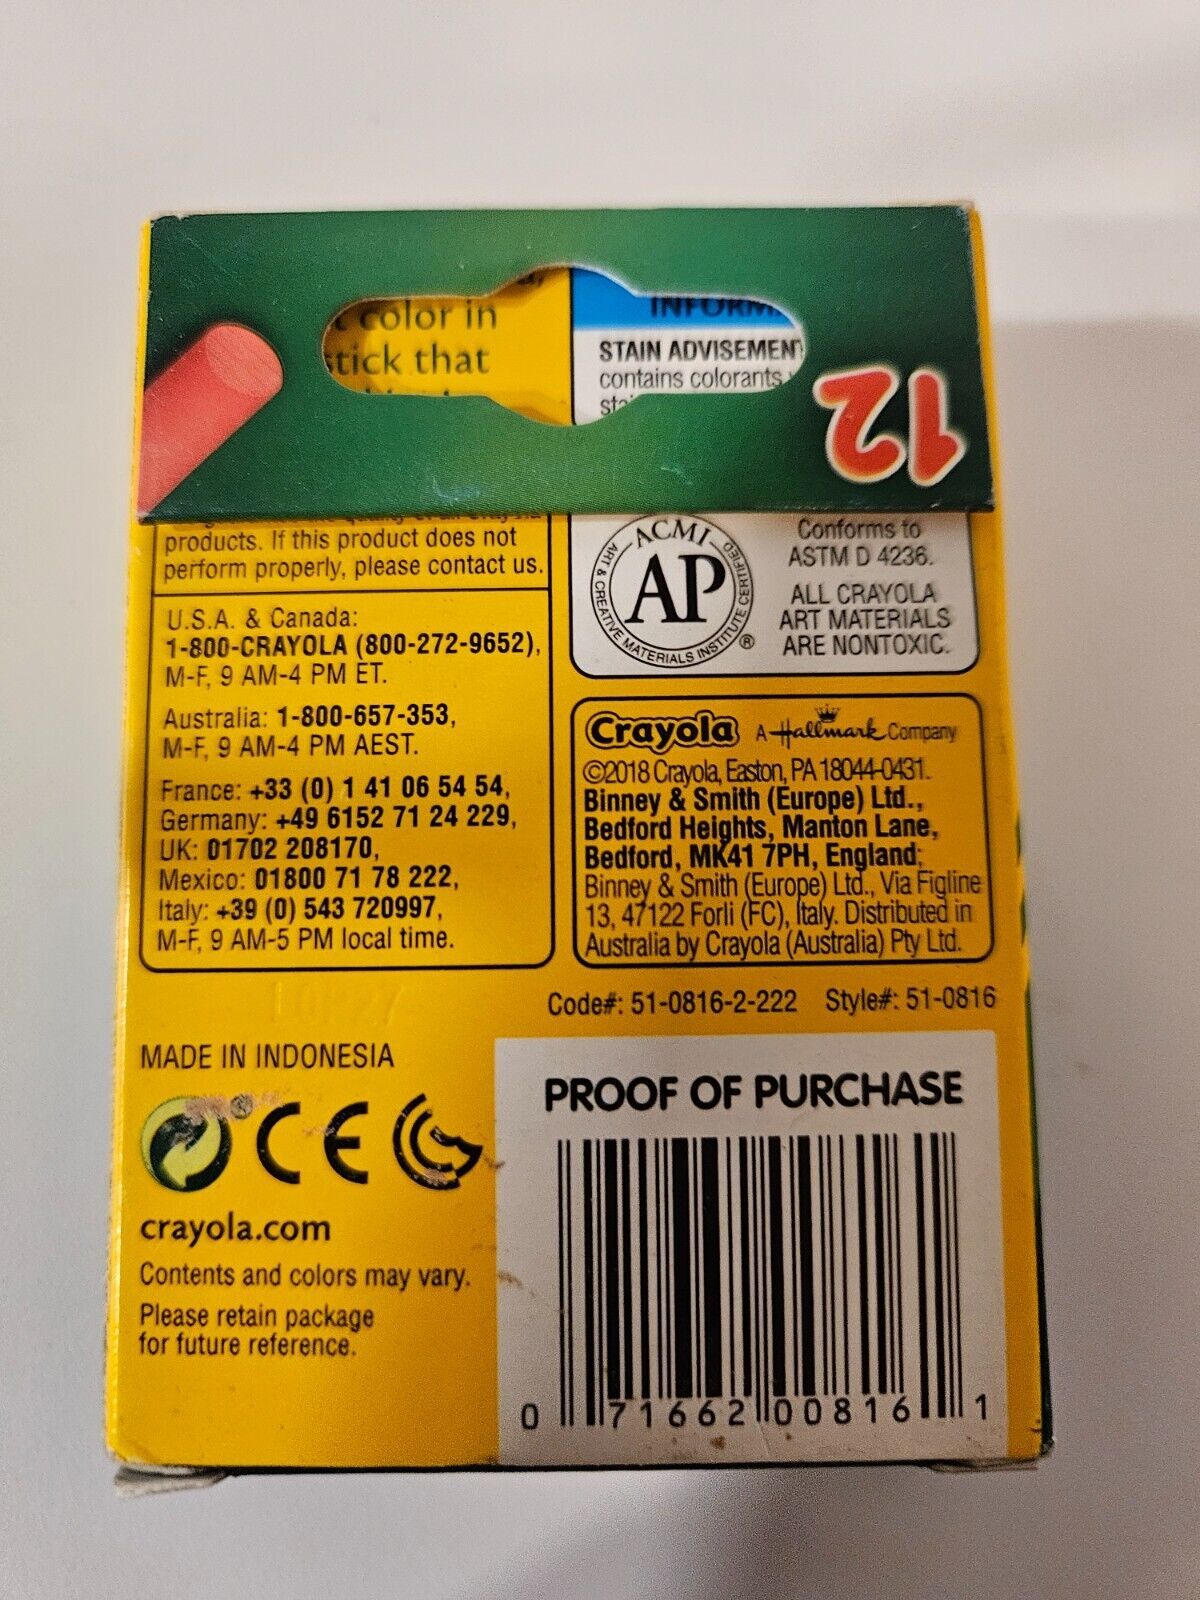 color in
stick that
INFORM
STAIN ADVISEMEN
contains colorants
12
products. If this product does not
perform properly, please contact us.
U.S.A. & Canada:
1-800-CRAYOLA (800-272-9652),
M-F, 9 AM-4 PM ET.
Australia: 1-800-657-353,
M-F, 9 AM-4 PM AEST.
France: +33 (0) 1 41 06 54 54,
Germany: +49 6152 71 24 229,
UK: 01702 208170,
Mexico: 01800 71 78 222,
Italy: +39 (0) 543 720997,
M-F, 9 AM-5 PM local time.
ACMI
AP
ART & CREATIVE MATERIALS INSTITUTE CERTIFIED
®
Conforms to
ASTM D 4236.
ALL CRAYOLA
ART MATERIALS
ARE NONTOXIC.
Crayola A Hallmark Company
©2018 Crayola, Easton, PA 18044-0431.
Binney & Smith (Europe) Ltd.,
Bedford Heights, Manton Lane,
Bedford, MK41 7PH, England;
Binney & Smith (Europe) Ltd., Via Figline
13, 47122 Forli (FC), Italy. Distributed in
Australia by Crayola (Australia) Pty Ltd.
Code#: 51-0816-2-222 Style#: 51-0816
MADE IN INDONESIA
® CE
crayola.com
Contents and colors may vary.
Please retain package
for future reference.
PROOF OF PURCHASE
0 71662 00816 1